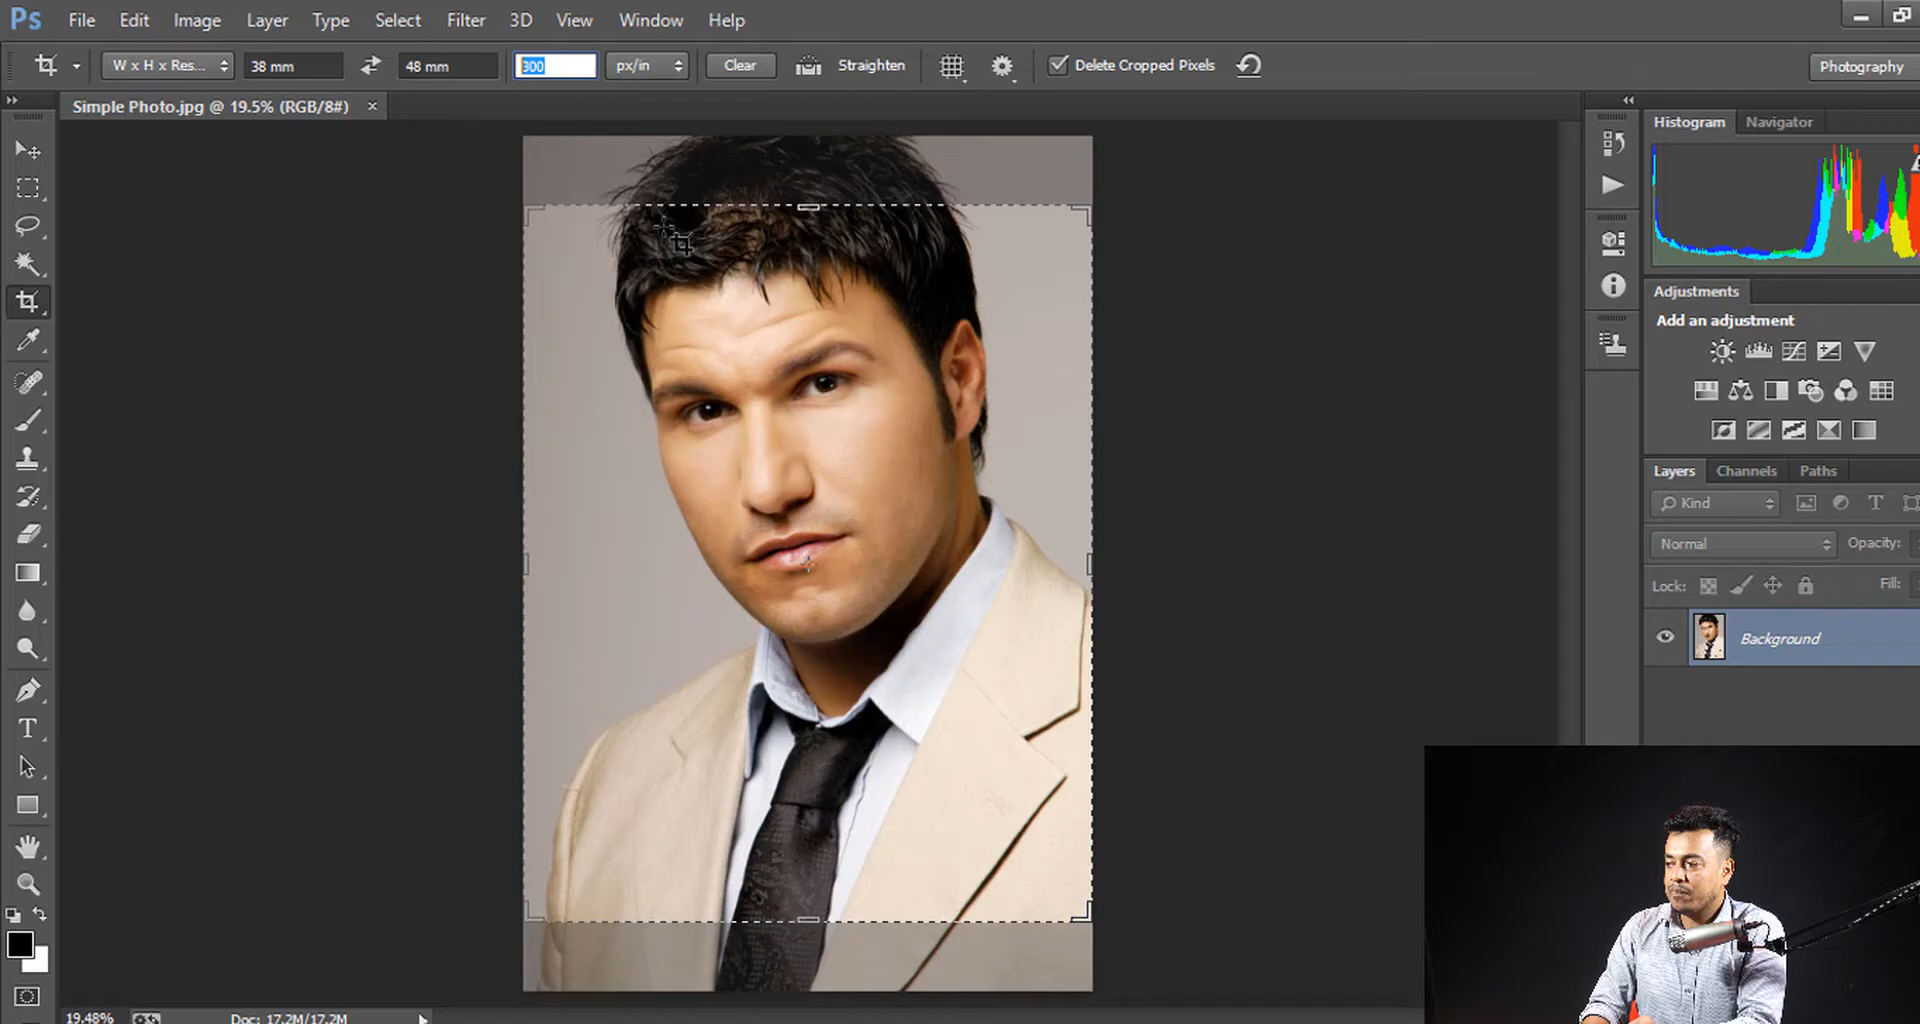 Ps File Edit Image Layer Type Select Filter 3D View Window Help
W x H x Res... 38 mm 48 mm 300 px/in Clear Straighten Delete Cropped Pixels Photography
Simple Photo.jpg @ 19.5% (RGB/8#) ×
Histogram Navigator
Adjustments
Add an adjustment
Layers Channels Paths
Kind
Normal Opacity:
Lock: Fill:
Background
19.48% Doc: 17.2M/17.2M